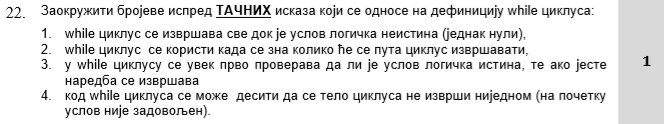 22. Заокружити бројеве испред ТАЧНИХ исказа који се односе на дефиницију while циклуса:
1. while циклус се извршава све док је услов логичка неистина (једнак нули),
2. while циклус се користи када се зна колико ће се пута циклус извршавати,
3. у while циклусу се увек прво проверава да ли је услов логичка истина, те ако јесте
наредба се извршава
4. код while циклуса се може десити да се тело циклуса не изврши ниједном (на почетку
услов није задовољен).
1